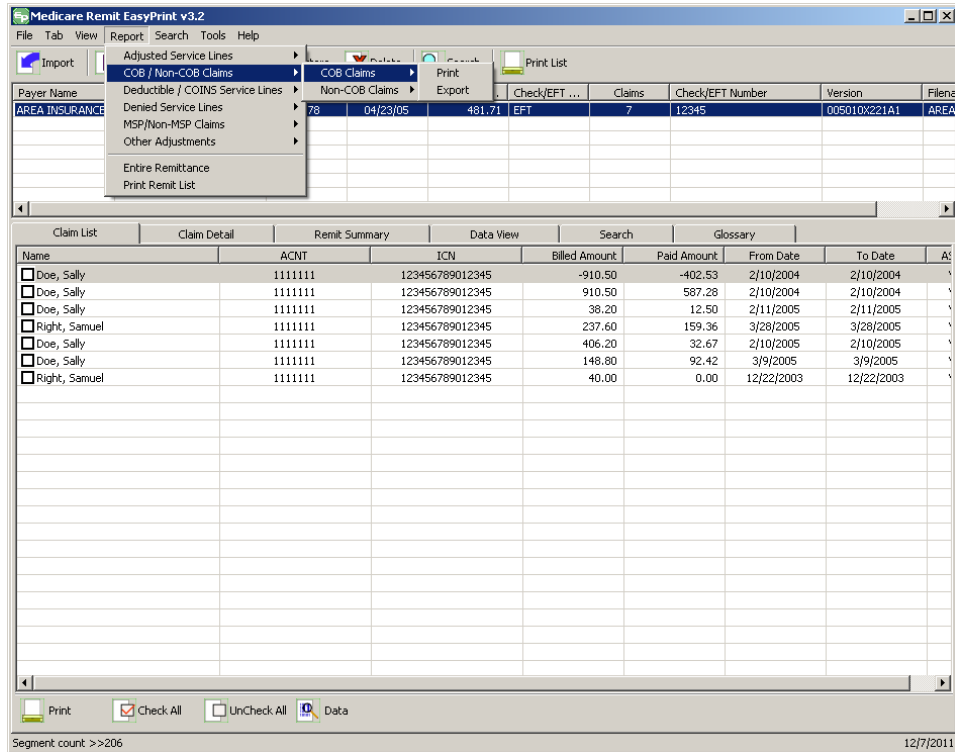 Medicare Remit EasyPrint v3.2
File Tab View Report Search Tools Help
Import Search Print List
Adjusted Service Lines
COB / Non-COB Claims
Deductible / COINS Service Lines
Denied Service Lines
MSP/Non-MSP Claims
Other Adjustments
Entire Remittance
Print Remit List
COB Claims
Non-COB Claims
Print
Export
Payer Name Check/EFT ... Claims Check/EFT Number Version
AREA INSURANCE 78 04/23/05 481.71 EFT 7 12345 005010X221A1 AREA
Claim List Claim Detail Remit Summary Data View Search Glossary
Name ACNT ICN Billed Amount Paid Amount From Date To Date
Doe, Sally 1111111 123456789012345 -910.50 -402.53 2/10/2004 2/10/2004
Doe, Sally 1111111 123456789012345 910.50 587.28 2/10/2004 2/10/2004
Doe, Sally 1111111 123456789012345 38.20 12.50 2/11/2005 2/11/2005
Right, Samuel 1111111 123456789012345 237.60 159.36 3/28/2005 3/28/2005
Doe, Sally 1111111 123456789012345 406.20 32.67 2/10/2005 2/10/2005
Doe, Sally 1111111 123456789012345 148.80 92.42 3/9/2005 3/9/2005
Right, Samuel 1111111 123456789012345 40.00 0.00 12/22/2003 12/22/2003
Print Check All UnCheck All Data
Segment count >>206 12/7/2011